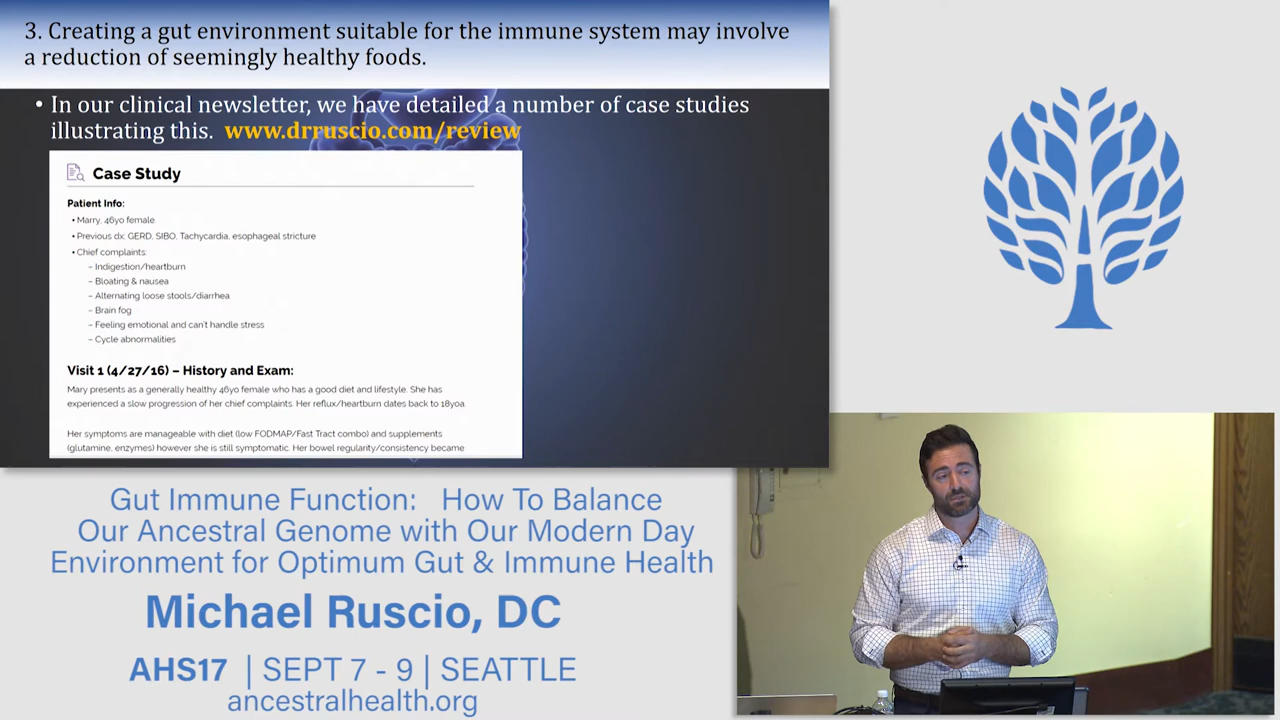 3. Creating a gut environment suitable for the immune system may involve
a reduction of seemingly healthy foods.
• In our clinical newsletter, we have detailed a number of case studies
illustrating this. www.drruscio.com/review
Case Study
Patient Info:
• Marry, 46yo female
• Previous dx: GERD, SIBO, Tachycardia, esophageal stricture
• Chief complaints:
– Indigestion/heartburn
– Bloating & nausea
– Alternating loose stools/diarrhea
– Brain fog
– Feeling emotional and can't handle stress
– Cycle abnormalities
Visit 1 (4/27/16) – History and Exam:
Mary presents as a generally healthy 46yo female who has a good diet and lifestyle. She has
experienced a slow progression of her chief complaints. Her reflux/heartburn dates back to 18yoa.
Her symptoms are manageable with diet (low FODMAP/Fast Tract combo) and supplements
(glutamine, enzymes) however she is still symptomatic. Her bowel regularity/consistency became
Gut Immune Function: How To Balance
Our Ancestral Genome with Our Modern Day
Environment for Optimum Gut & Immune Health
Michael Ruscio, DC
AHS17 | SEPT 7 - 9 | SEATTLE
ancestralhealth.org